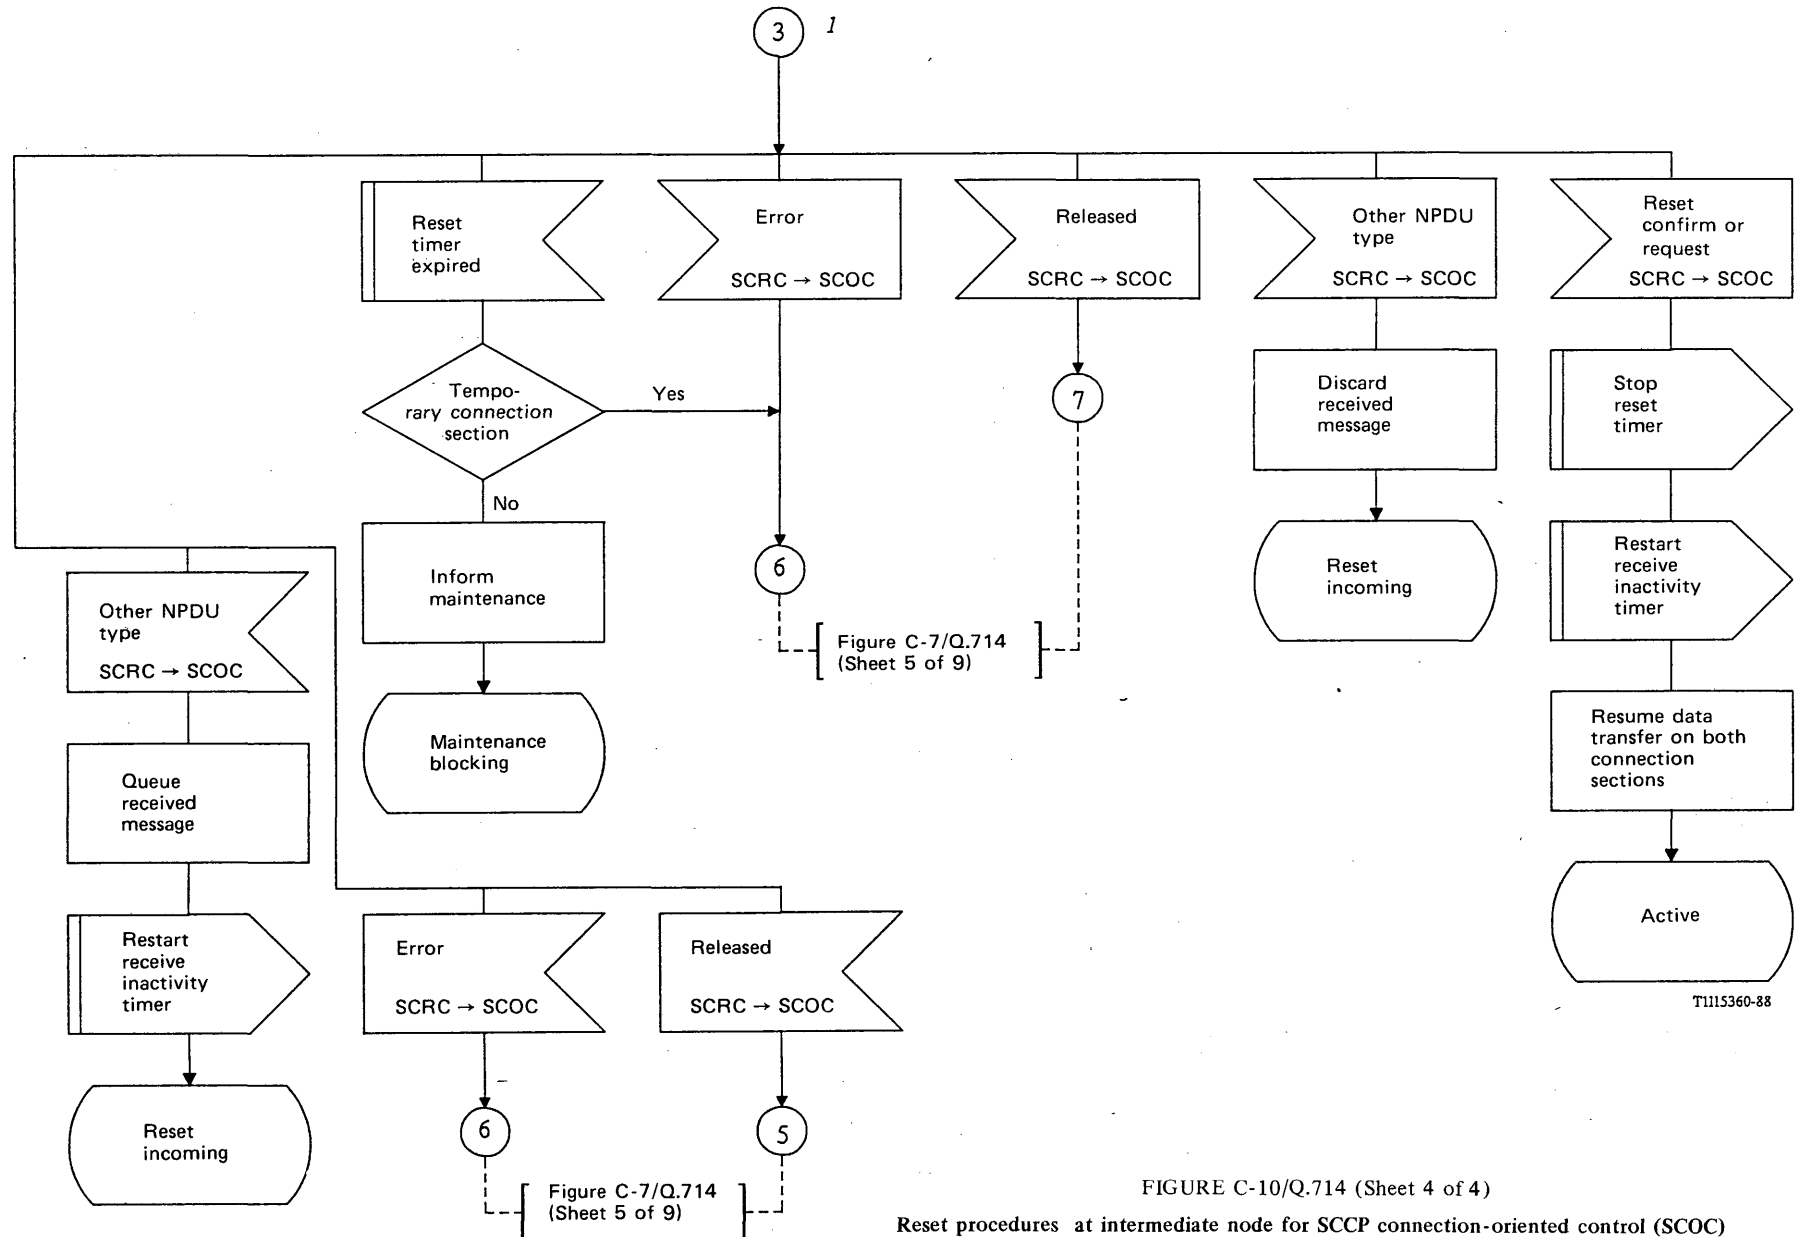 3 1
Reset
timer
expired
Error
SCRC → SCOC
Released
SCRC → SCOC
Other NPDU
type
SCRC → SCOC
Reset
confirm or
request
SCRC → SCOC
Tempo-
rary connection
section
Yes
No
7
Discard
received
message
Stop
reset
timer
Inform
maintenance
6
Reset
incoming
Restart
receive
inactivity
timer
Figure C-7/Q.714
(Sheet 5 of 9)
Maintenance
blocking
Resume data
transfer on both
connection
sections
Active
T1115360-88
Other NPDU
type
SCRC → SCOC
Queue
received
message
Restart
receive
inactivity
timer
Reset
incoming
Error
SCRC → SCOC
Released
SCRC → SCOC
6
5
Figure C-7/Q.714
(Sheet 5 of 9)
FIGURE C-10/Q.714 (Sheet 4 of 4)
Reset procedures at intermediate node for SCCP connection-oriented control (SCOC)